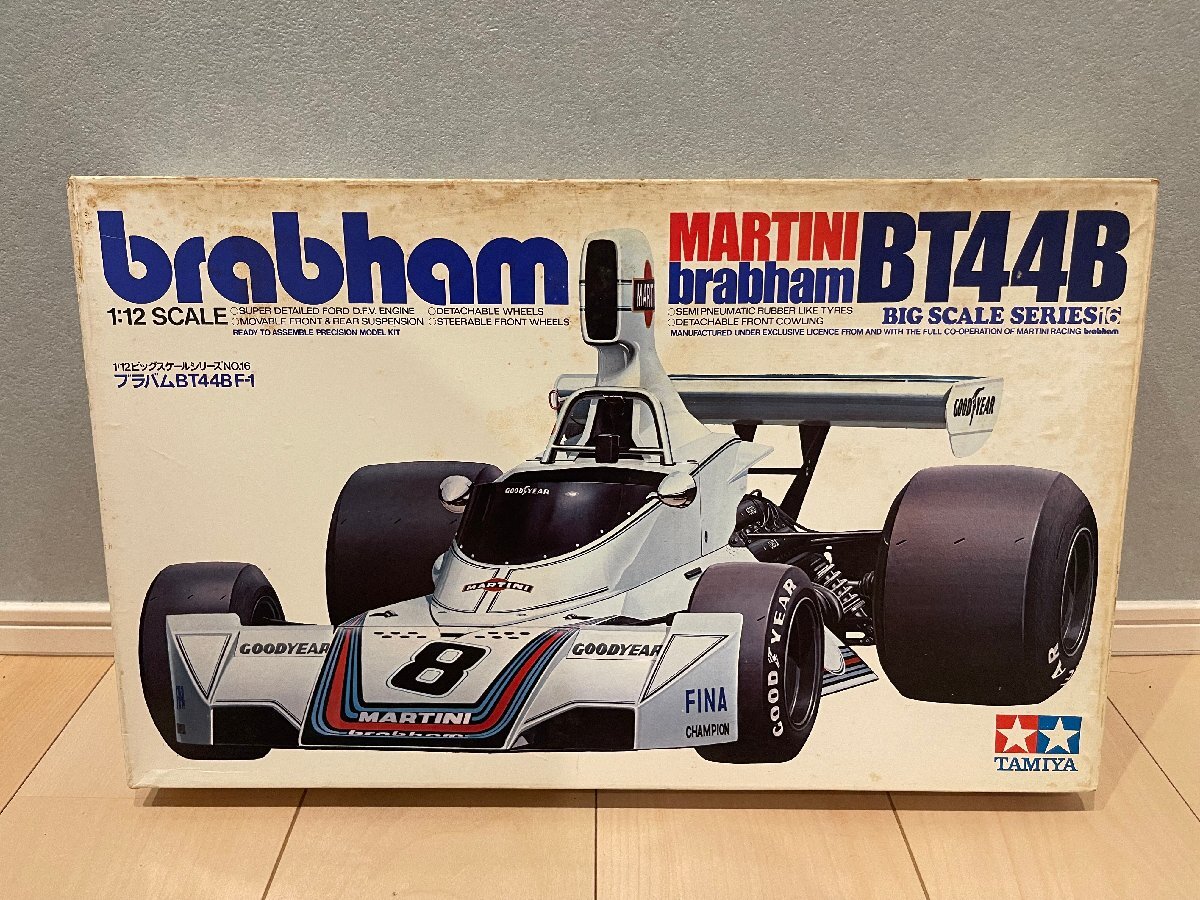 brabham
MARTINI
brabham
BT44B
1:12 SCALE
○SUPER DETAILED FORD D.F.V. ENGINE
○MOVABLE FRONT & REAR SUSPENSION
○DETACHABLE WHEELS
○STEERABLE FRONT WHEELS
READY TO ASSEMBLE PRECISION MODEL KIT
○SEMI PNEUMATIC RUBBER LIKE TYRES
○DETACHABLE FRONT COWLING
BIG SCALE SERIES 16
MANUFACTURED UNDER EXCLUSIVE LICENCE FROM AND WITH THE FULL CO-OPERATION OF MARTINI RACING brabham
1/12ビッグスケールシリーズNO.16
ブラバムBT44B F-1
MARTI
GOODYEAR
GOODYEAR
MARTINI
GOODYEAR
GOODYEAR
8
MARTINI
brabham
FINA
CHAMPION
GOODYEAR
EAR
TAMIYA